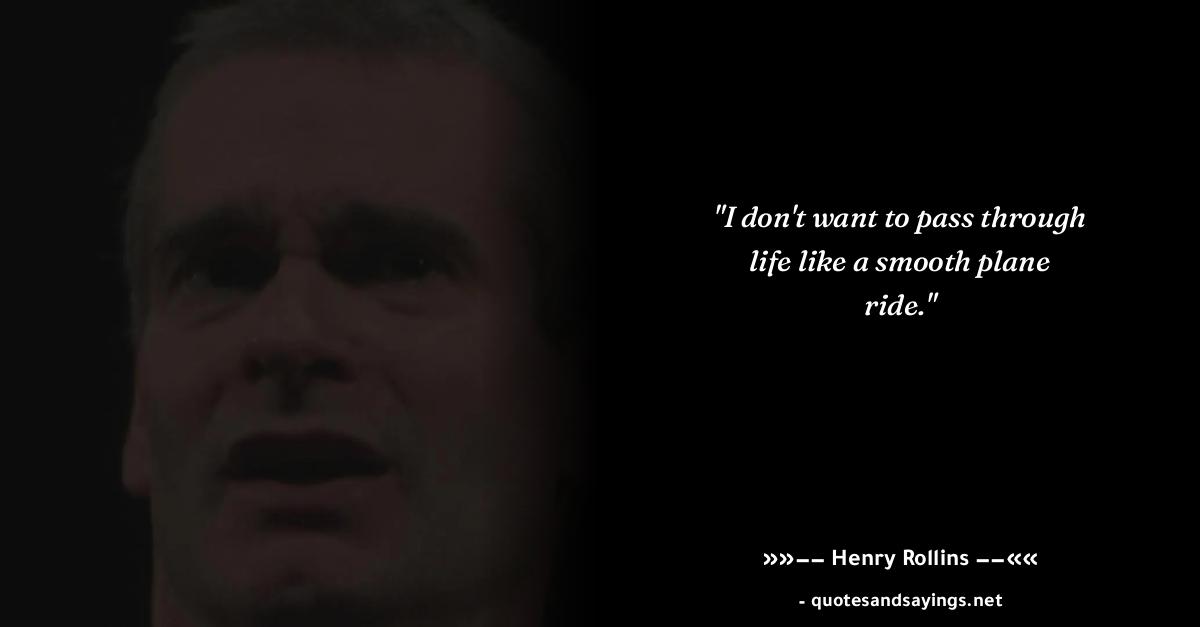 "I don't want to pass through
life like a smooth plane
ride."
»»−− Henry Rollins −−««
- quotesandsayings.net